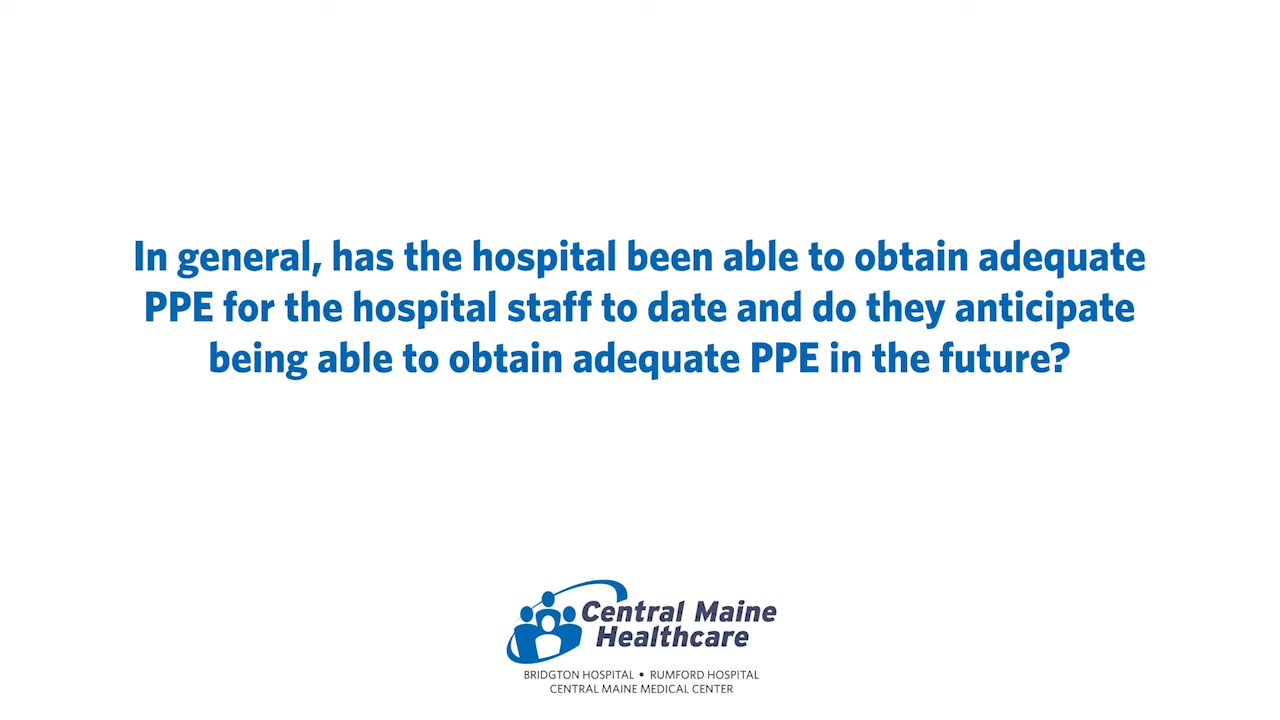 In general, has the hospital been able to obtain adequate
PPE for the hospital staff to date and do they anticipate
being able to obtain adequate PPE in the future?
Central Maine
Healthcare
BRIDGTON HOSPITAL • RUMFORD HOSPITAL
CENTRAL MAINE MEDICAL CENTER